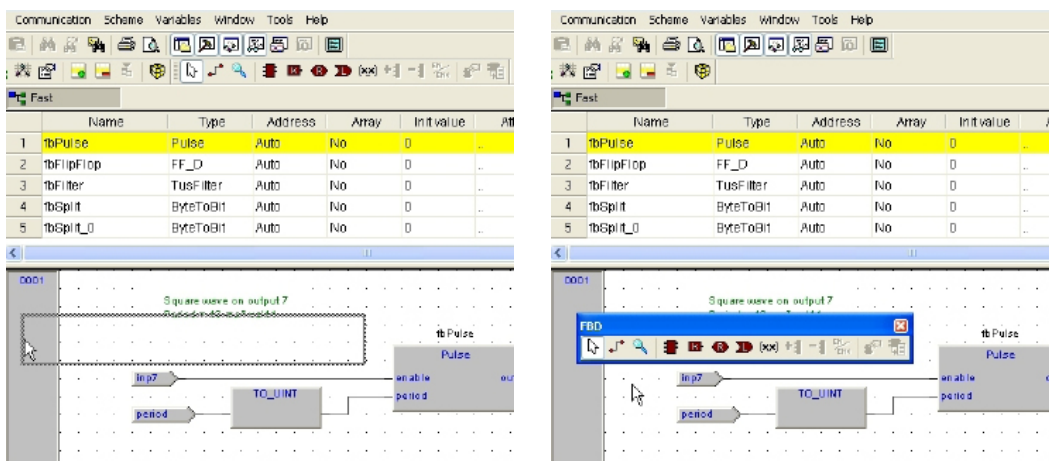 Communication Scheme Variables Window Tools Help
Fast
Name Type Address Array Init value Att
1 fbPulse Pulse Auto No 0 ..
2 fbFlipFlop FF_D Auto No 0 ..
3 fbFilter TusFilter Auto No 0 ..
4 fbSplit ByteToBit Auto No 0 ..
5 fbSplit_0 ByteToBit Auto No 0 ..
0001
Square wave on output 7
fbPulse
Pulse
inp7
enable
ou
TO_UINT
period
period
Communication Scheme Variables Window Tools Help
Fast
Name Type Address Array Init value
1 fbPulse Pulse Auto No 0 ..
2 fbFlipFlop FF_D Auto No 0 ..
3 fbFilter TusFilter Auto No 0 ..
4 fbSplit ByteToBit Auto No 0 ..
5 fbSplit_0 ByteToBit Auto No 0 ..
0001
Square wave on output 7
FBD
fbPulse
Pulse
inp7
enable
ou
TO_UINT
period
period